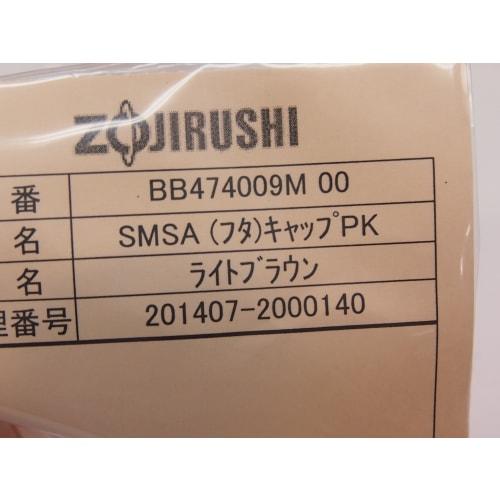 ZOJIRUSHI
番 BB474009M 00
名 SMSA (フタ)キャップPK
名 ライトブラウン
理番号 201407-2000140